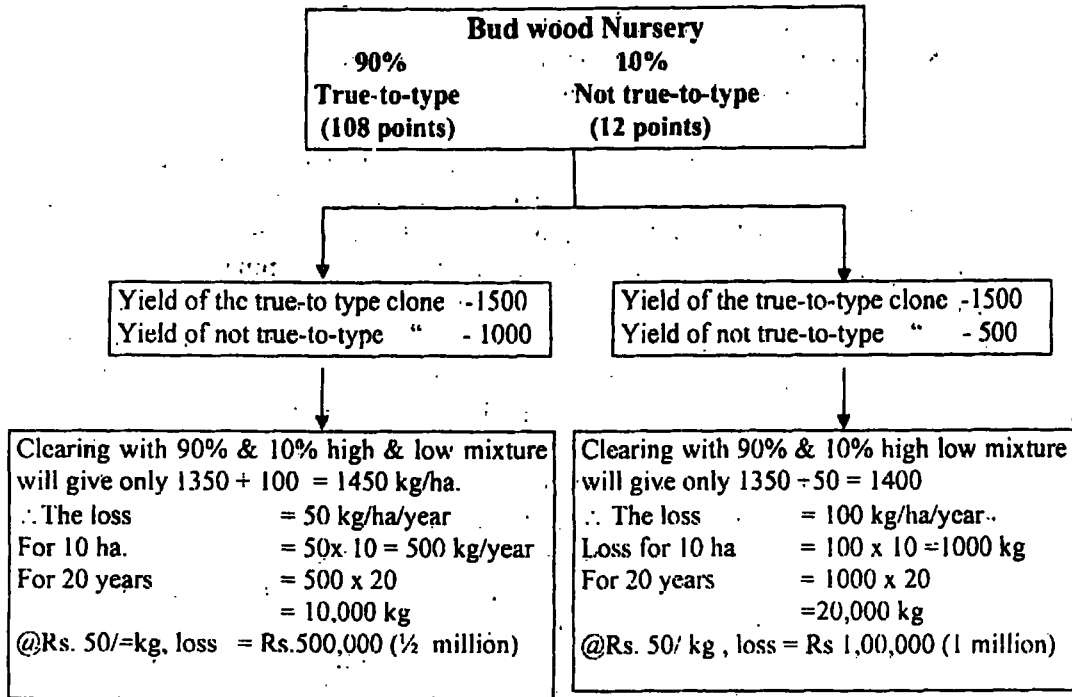 Bud wood Nursery
90% 10%
True-to-type Not true-to-type
(108 points) (12 points)
Yield of the true-to type clone -1500
Yield of not true-to-type “ - 1000
Yield of the true-to-type clone -1500
Yield of not true-to-type “ - 500
Clearing with 90% & 10% high & low mixture
will give only 1350 + 100 = 1450 kg/ha.
∴ The loss = 50 kg/ha/year
For 10 ha. = 50x 10 = 500 kg/year
For 20 years = 500 x 20
= 10,000 kg
@Rs. 50/=kg, loss = Rs.500,000 (½ million)
Clearing with 90% & 10% high low mixture
will give only 1350 +50 = 1400
∴ The loss = 100 kg/ha/year
Loss for 10 ha = 100 x 10 =1000 kg
For 20 years = 1000 x 20
=20,000 kg
@Rs. 50/ kg , loss = Rs 1,00,000 (1 million)